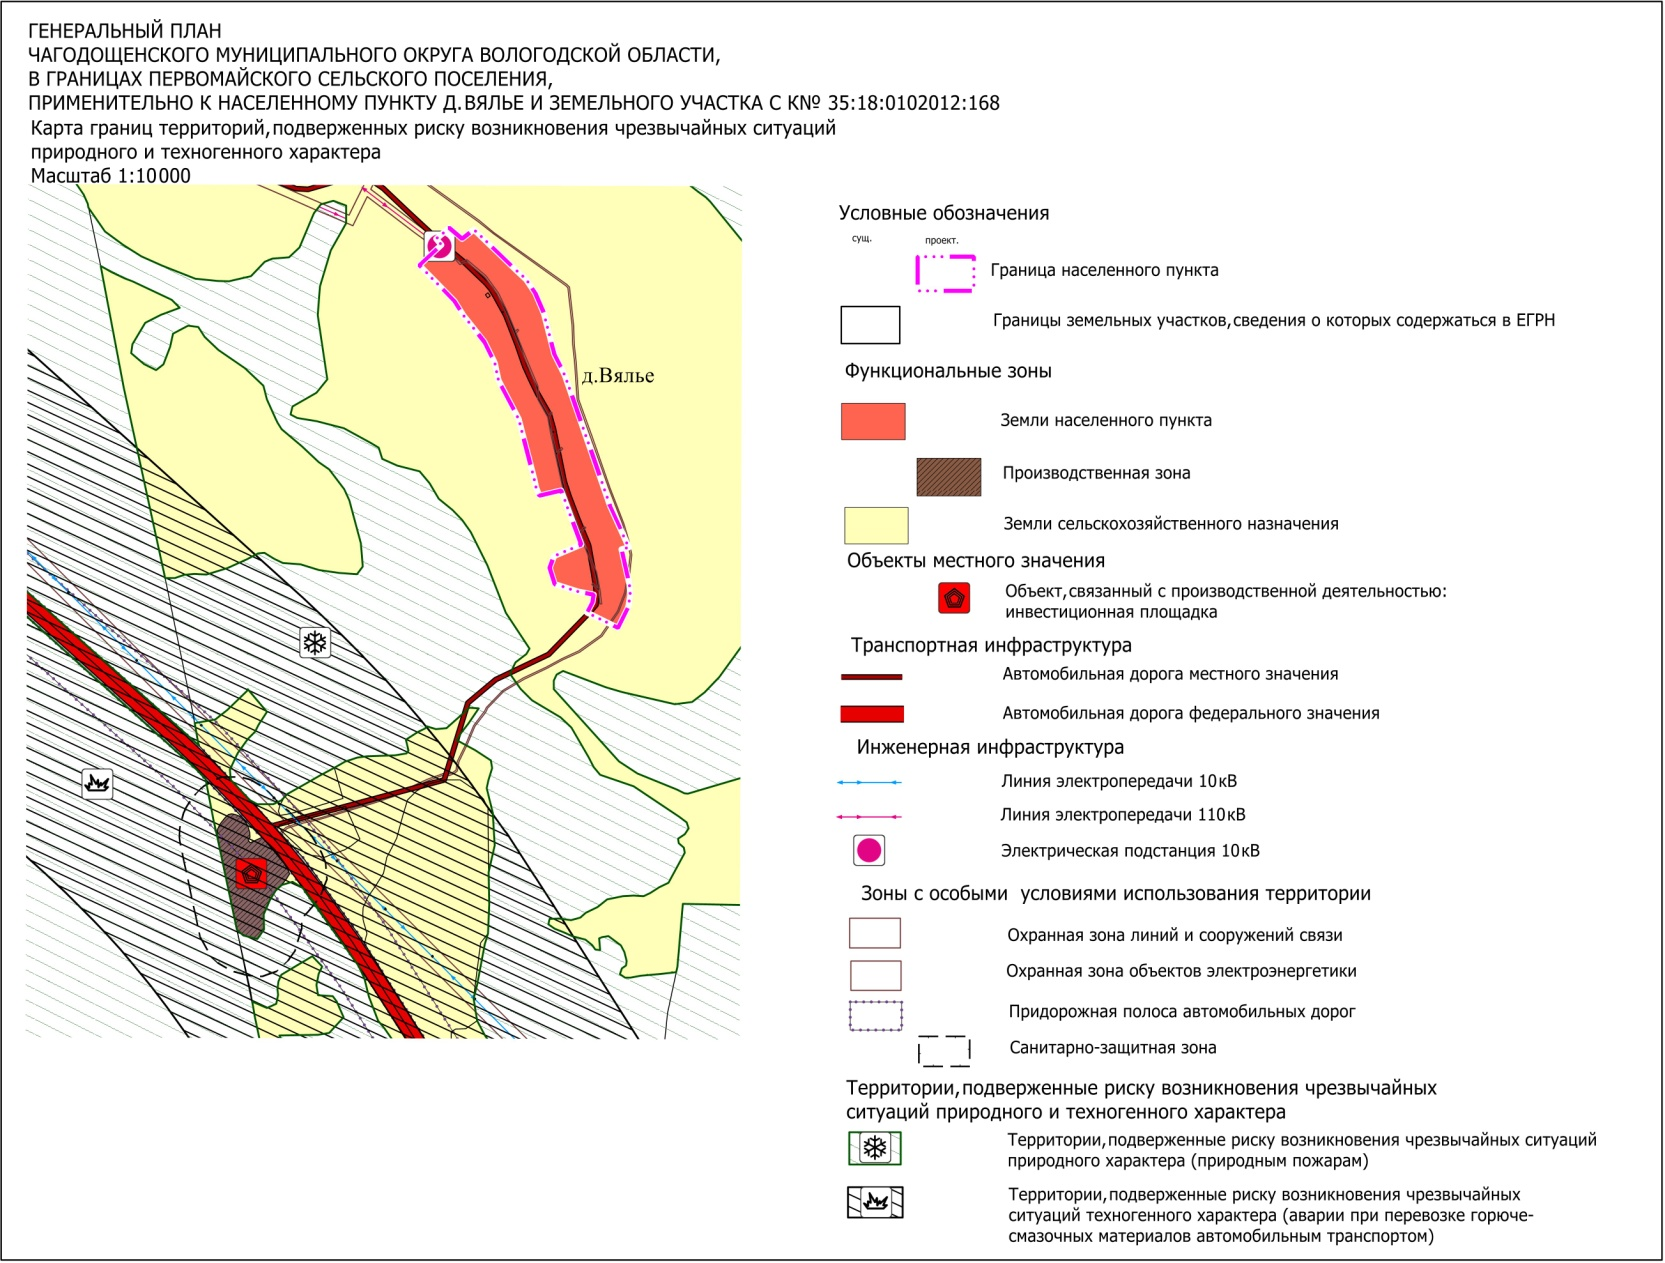 ГЕНЕРАЛЬНЫЙ ПЛАН
ЧАГОДОЩЕНСКОГО МУНИЦИПАЛЬНОГО ОКРУГА ВОЛОГОДСКОЙ ОБЛАСТИ,
В ГРАНИЦАХ ПЕРВОМАЙСКОГО СЕЛЬСКОГО ПОСЕЛЕНИЯ,
ПРИМЕНИТЕЛЬНО К НАСЕЛЕННОМУ ПУНКТУ Д.ВЯЛЬЕ И ЗЕМЕЛЬНОГО УЧАСТКА С К№ 35:18:0102012:168
Карта границ территорий,подверженных риску возникновения чрезвычайных ситуаций
природного и техногенного характера
Масштаб 1:10000
д.Вялье
Условные обозначения
сущ. проект.
Граница населенного пункта
Границы земельных участков,сведения о которых содержаться в ЕГРН
Функциональные зоны
Земли населенного пункта
Производственная зона
Земли сельскохозяйственного назначения
Объекты местного значения
Объект,связанный с производственной деятельностью:
инвестиционная площадка
Транспортная инфраструктура
Автомобильная дорога местного значения
Автомобильная дорога федерального значения
Инженерная инфраструктура
Линия электропередачи 10кВ
Линия электропередачи 110кВ
Электрическая подстанция 10кВ
Зоны с особыми условиями использования территории
Охранная зона линий и сооружений связи
Охранная зона объектов электроэнергетики
Придорожная полоса автомобильных дорог
Санитарно-защитная зона
Территории,подверженные риску возникновения чрезвычайных
ситуаций природного и техногенного характера
Территории,подверженные риску возникновения чрезвычайных ситуаций
природного характера (природным пожарам)
Территории,подверженные риску возникновения чрезвычайных
ситуаций техногенного характера (аварии при перевозке горюче-
смазочных материалов автомобильным транспортом)